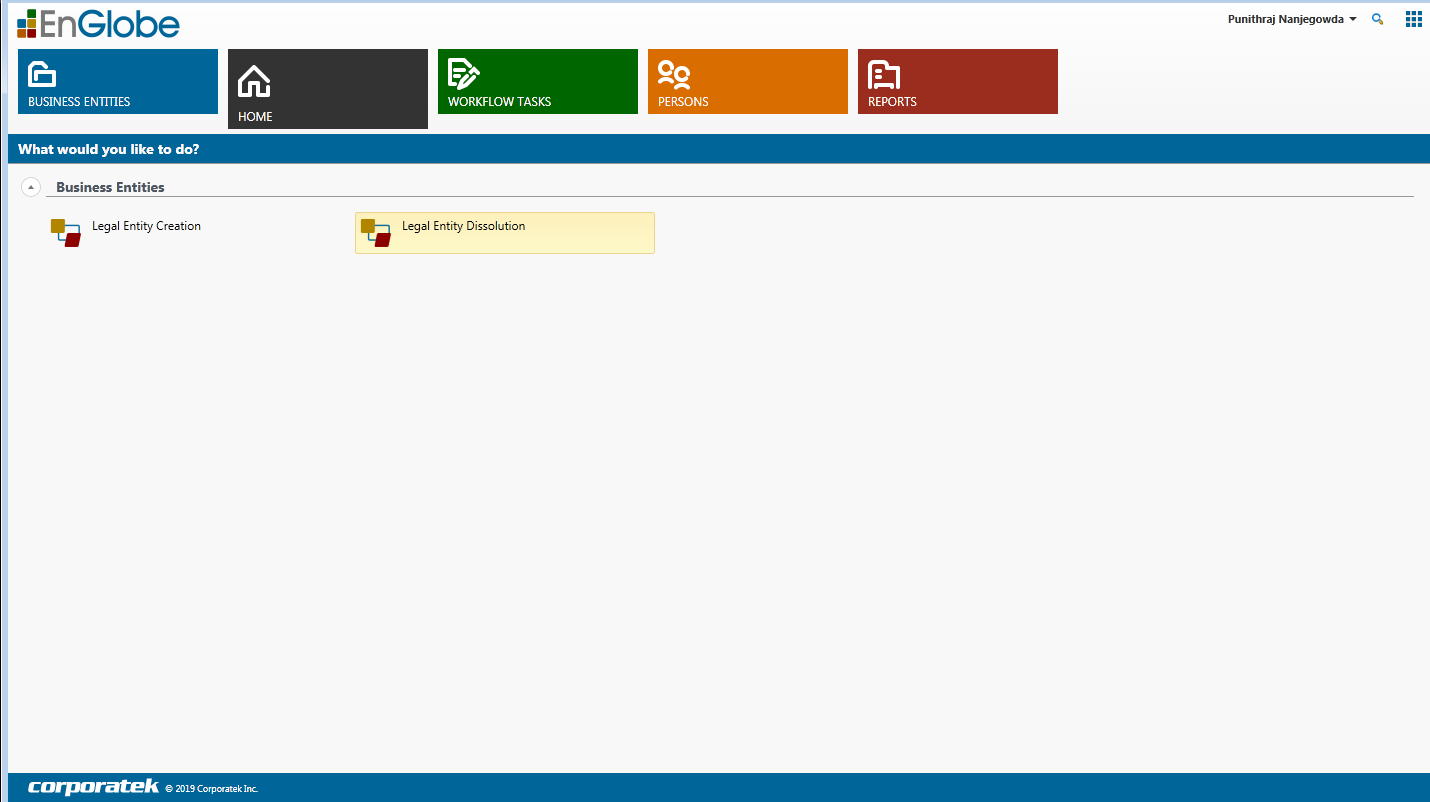 EnGlobe
Punithraj Nanjegowda
BUSINESS ENTITIES
HOME
WORKFLOW TASKS
PERSONS
REPORTS
What would you like to do?
Business Entities
Legal Entity Creation
Legal Entity Dissolution
corporatek © 2019 Corporatek Inc.